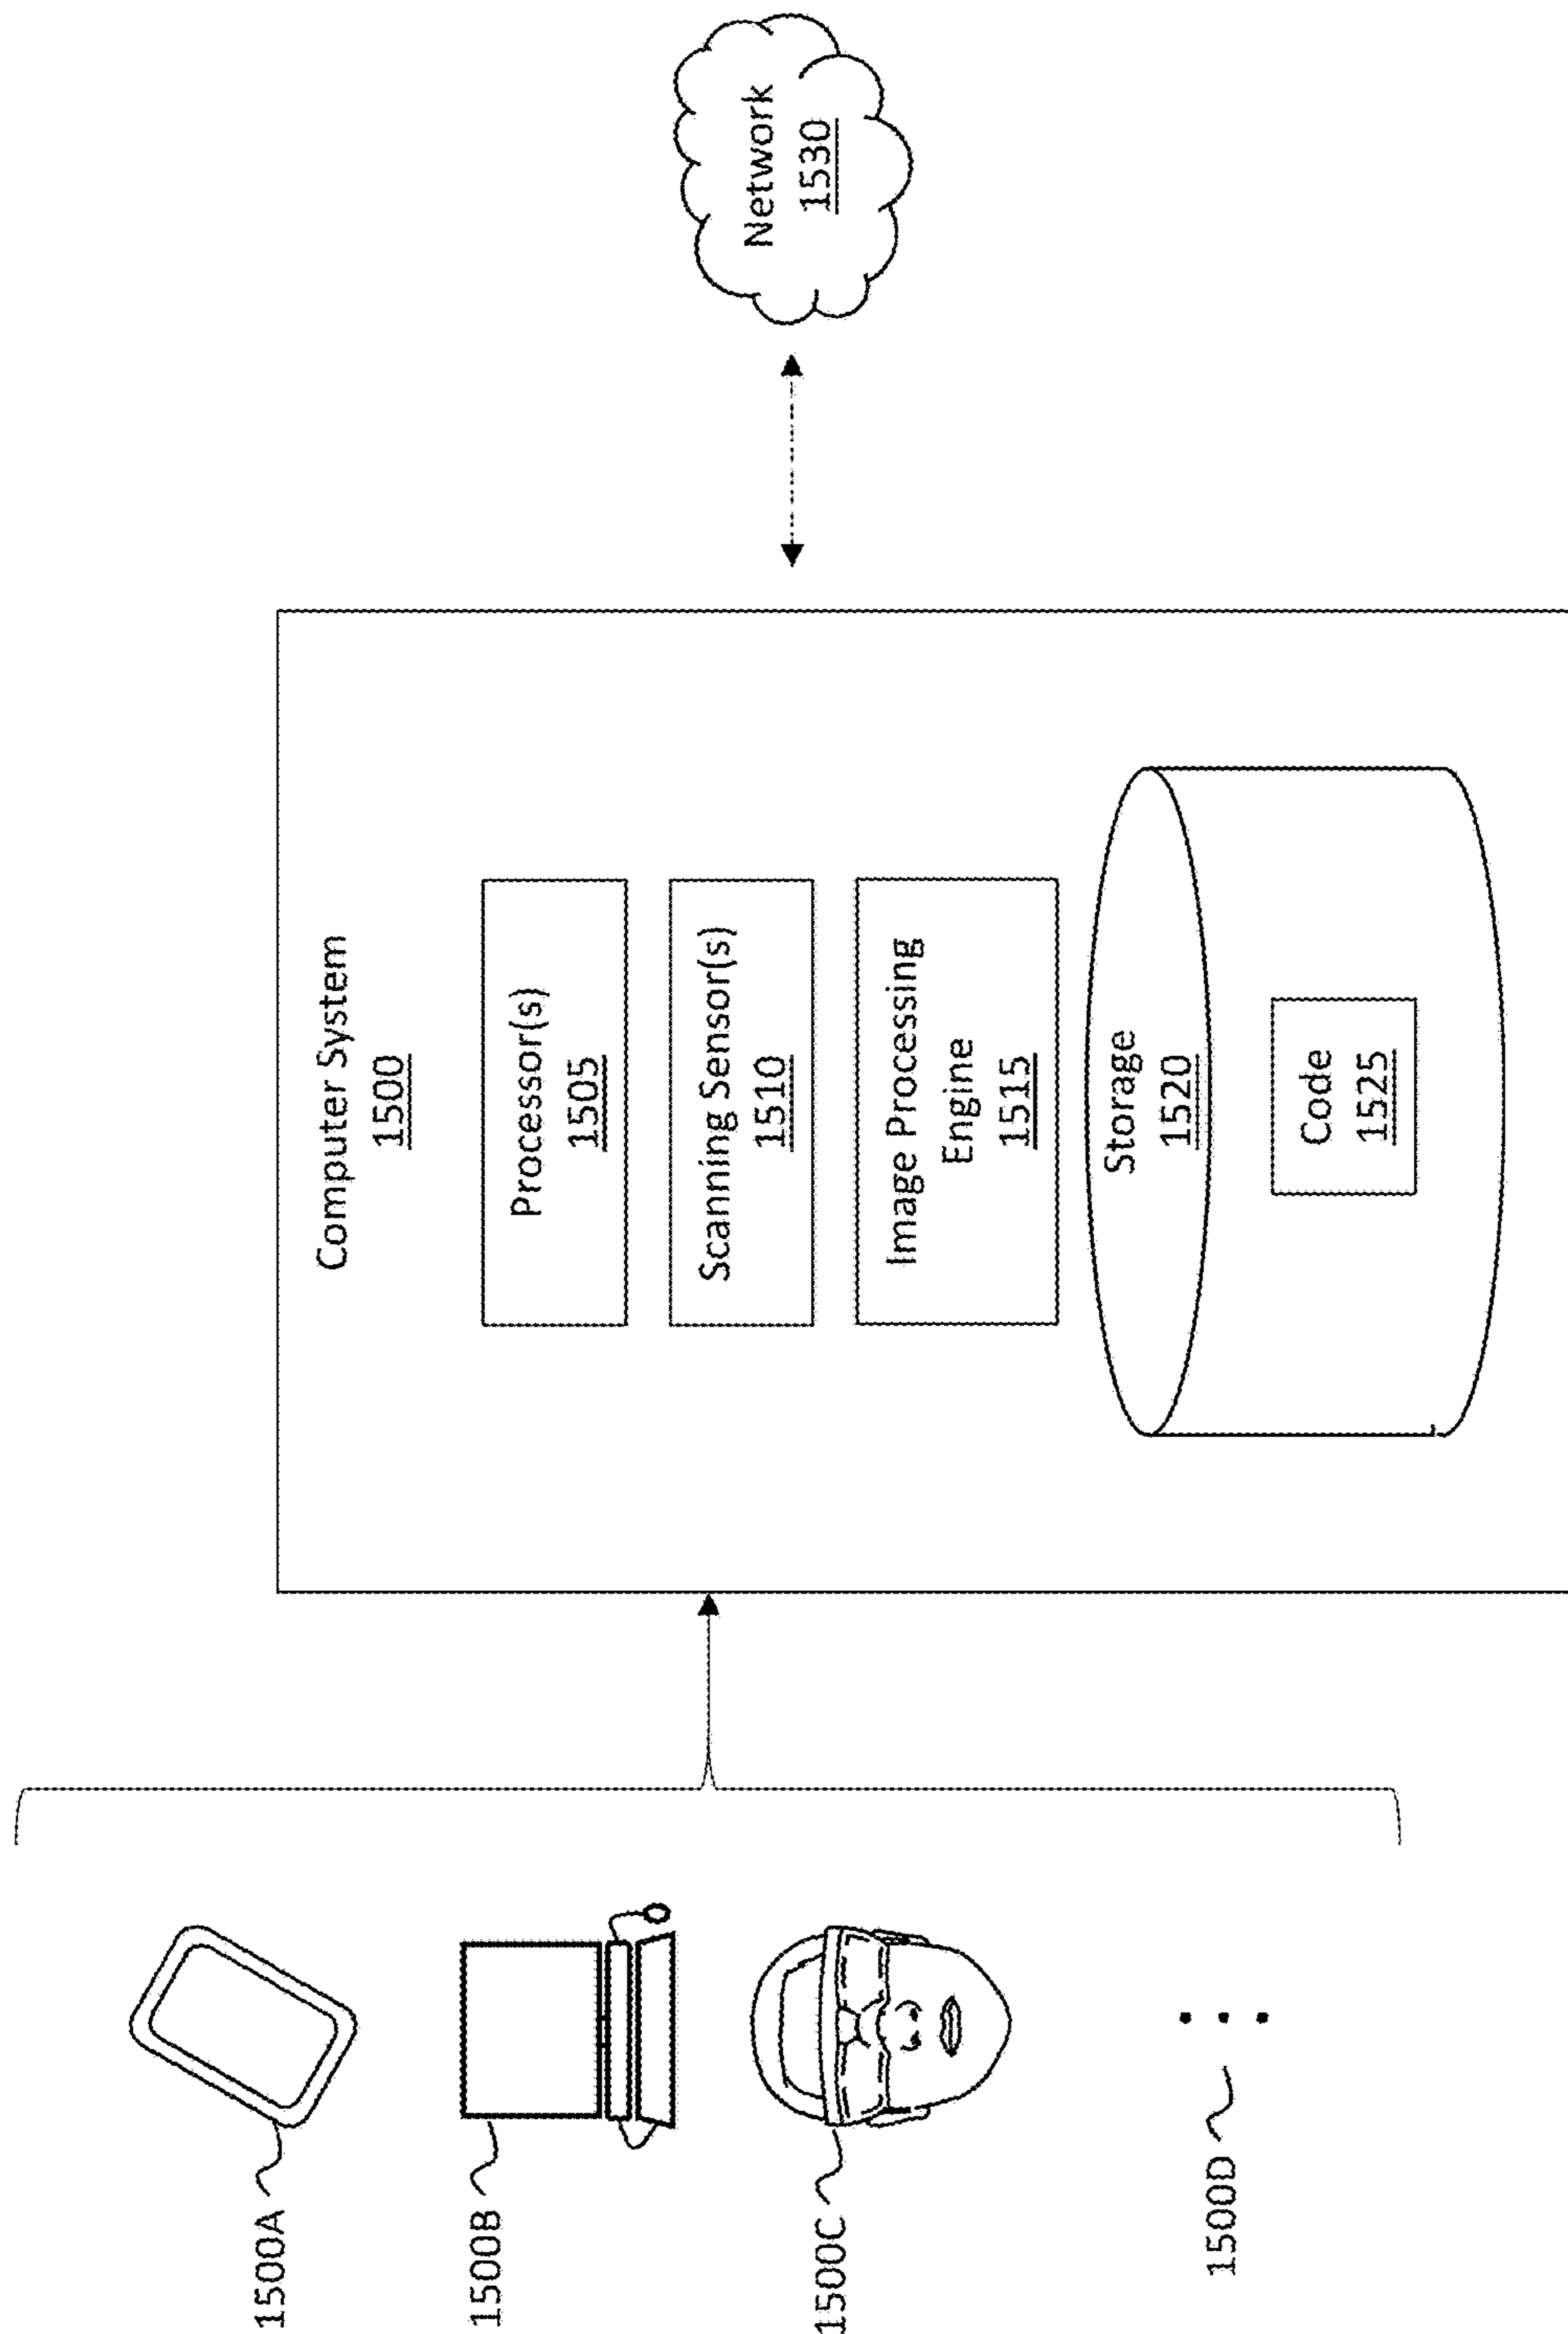 1500A
1500B
1500C
1500D
Computer System
1500
Processor(s)
1505
Scanning Sensor(s)
1510
Image Processing
Engine
1515
Storage
1520
Code
1525
Network
1530